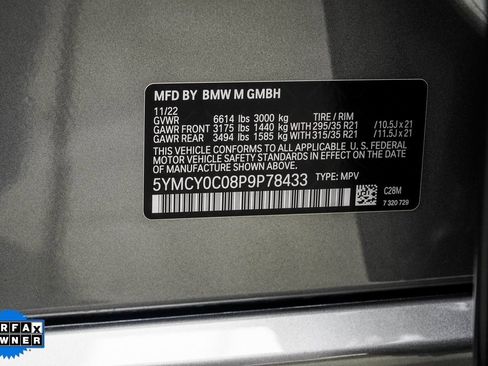 MFD BY BMW M GMBH
11/22
GVWR 6614 lbs 3000 kg TIRE / RIM
GAWR FRONT 3175 lbs 1440 kg WITH 295/35 R21 /10.5J x 21
GAWR REAR 3494 lbs 1585 kg WITH 315/35 R21 /11.5J x 21
THIS VEHICLE CONFORMS TO ALL APPLICABLE U. S. FEDERAL
MOTOR VEHICLE SAFETY STANDARDS IN EFFECT ON THE DATE
OF MANUFACTURE SHOWN ABOVE.
5YMCY0C08P9P78433 TYPE: MPV
C28M
7 320 729
RFAX
WNER